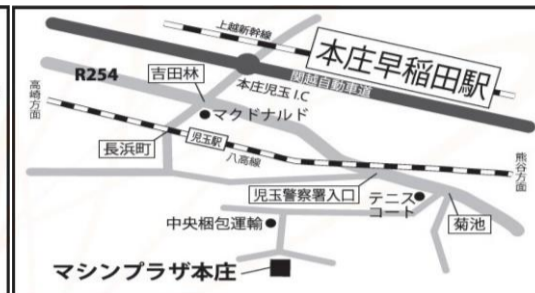 上越新幹線
本庄早稲田駅
関越自動車道
R254
吉田林
本庄児玉I.C
高崎方面
マクドナルド
児玉駅
長浜町
八高線
熊谷方面
児玉警察署入口
テニス
コート
菊池
中央梱包運輸
マシンプラザ本庄